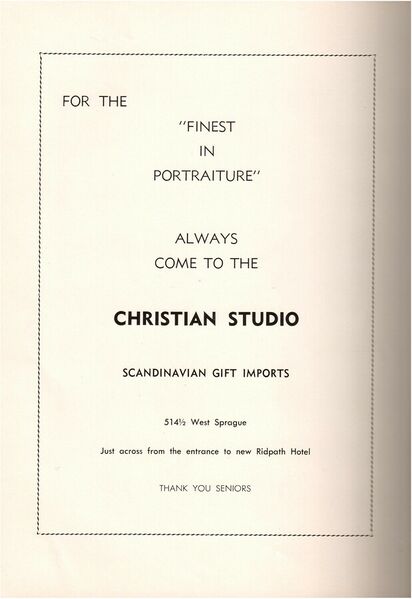 FOR THE
"FINEST
IN
PORTRAITURE"
ALWAYS
COME TO THE
CHRISTIAN STUDIO
SCANDINAVIAN GIFT IMPORTS
514½ West Sprague
Just across from the entrance to new Ridpath Hotel
THANK YOU SENIORS